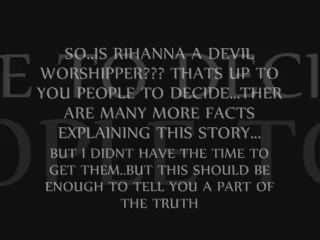 SO..IS RIHANNA A DEVIL
WORSHIPPER??? THATS UP TO
YOU PEOPLE TO DECIDE...THER
ARE MANY MORE FACTS
EXPLAINING THIS STORY...
BUT I DIDNT HAVE THE TIME TO
GET THEM..BUT THIS SHOULD BE
ENOUGH TO TELL YOU A PART OF
THE TRUTH